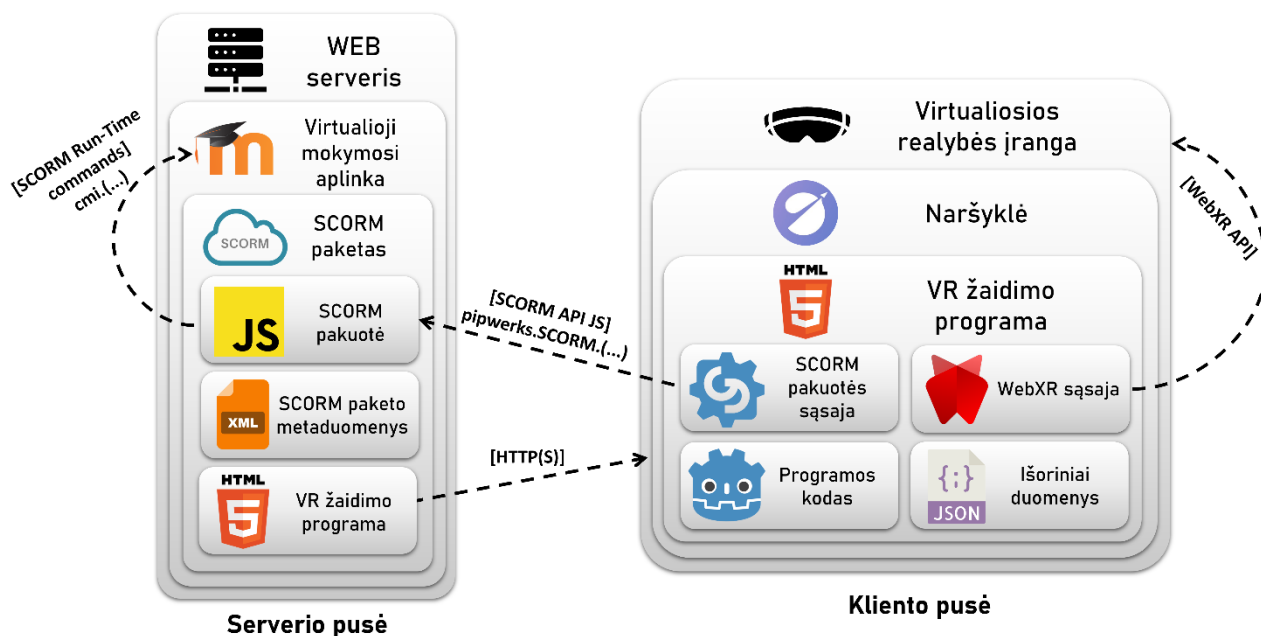 WEB
serveris
[SCORM Run-Time
commands]
cmi.(...)
Virtualioji
mokymosi
aplinka
SCORM
SCORM
paketas
JS
SCORM
pakuotė
XML
SCORM paketo
metaduomenys
HTML
5
VR žaidimo
programa
Serverio pusė
[SCORM API JS]
pipwerks.SCORM.(...)
[HTTP(S)]
Virtualiosios
realybės įranga
[WebXR API]
Naršyklė
HTML
5
VR žaidimo
programa
SCORM
pakuotės
sąsaja
WebXR sąsaja
Programos
kodas
{;}
JSON
Išoriniai
duomenys
Kliento pusė